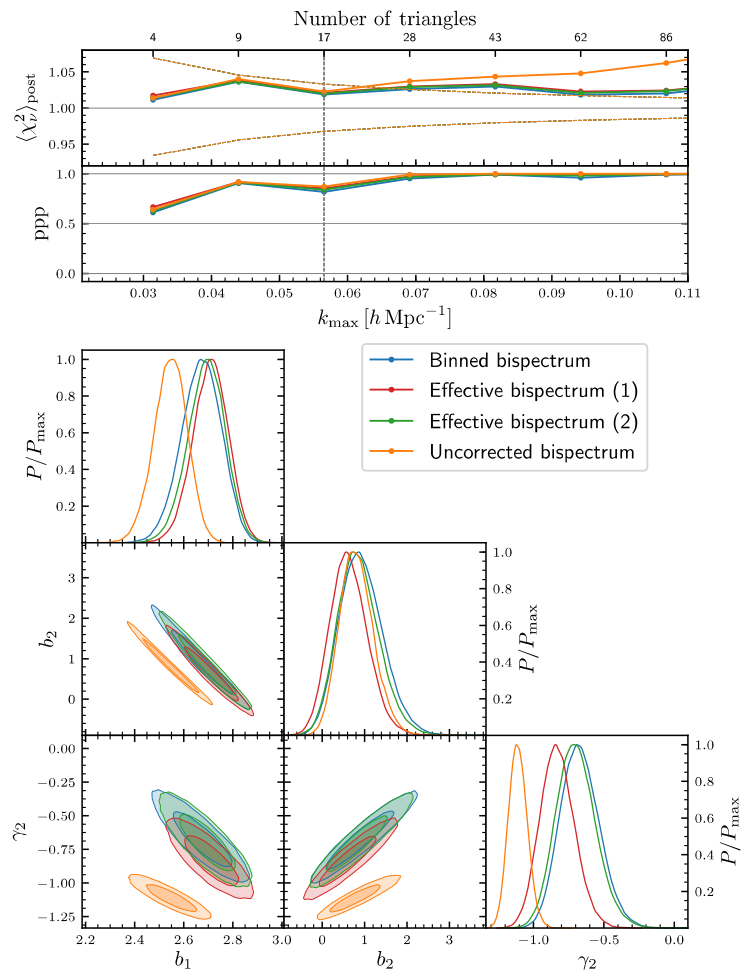 Number of triangles
4 9 17 28 43 62 86
1.05
1.00
0.95
⟨χ²ᵥ⟩post
1.0
0.5
0.0
ppp
0.03 0.04 0.05 0.06 0.07 0.08 0.09 0.10 0.11
kmax [h Mpc⁻¹]
Binned bispectrum
Effective bispectrum (1)
Effective bispectrum (2)
Uncorrected bispectrum
1.0
0.8
0.6
0.4
0.2
P/Pmax
3
2
1
0
b₂
1.0
0.8
0.6
0.4
0.2
P/Pmax
0.00
−0.25
−0.50
−0.75
−1.00
−1.25
γ₂
1.0
0.8
0.6
0.4
0.2
P/Pmax
2.2 2.4 2.6 2.8 3.0
0 1 2 3
−1.0 −0.5 0.0
b₁
b₂
γ₂